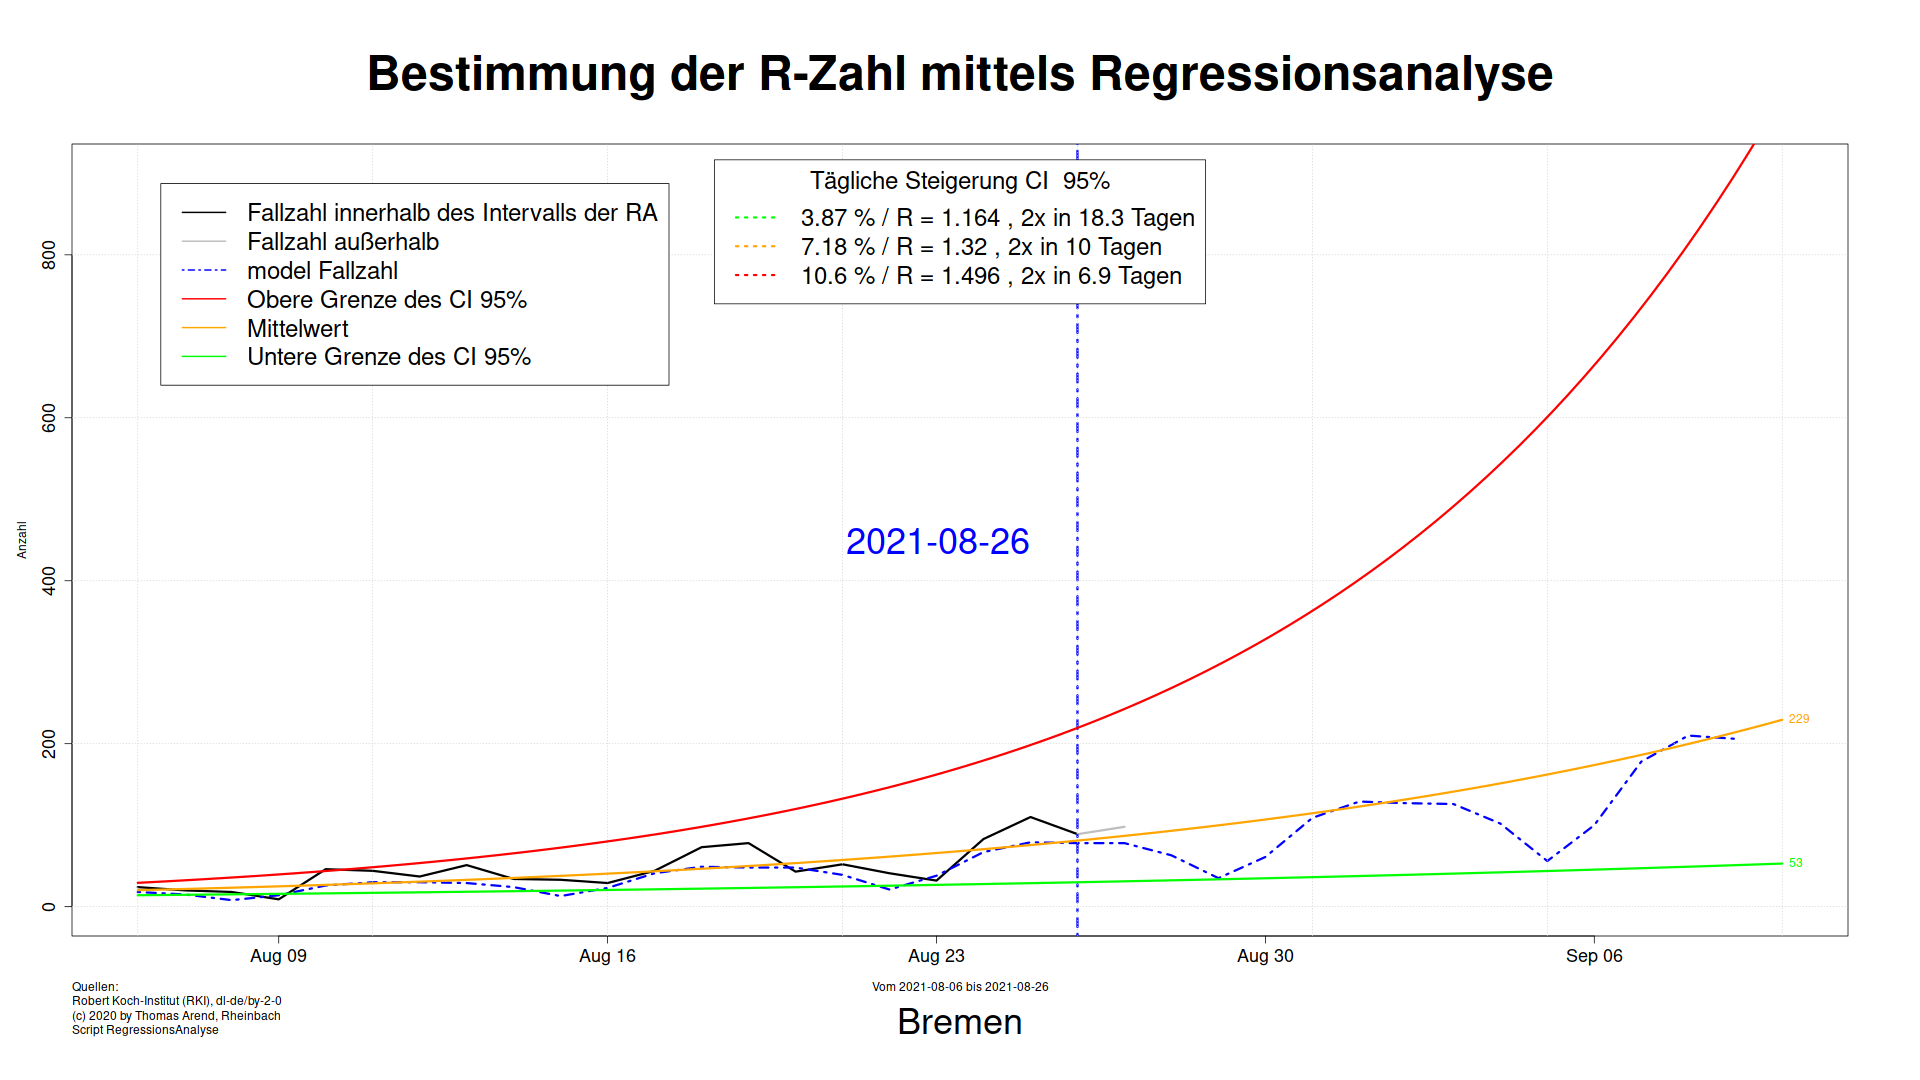 Bestimmung der R-Zahl mittels Regressionsanalyse
Fallzahl innerhalb des Intervalls der RA
Fallzahl außerhalb
model Fallzahl
Obere Grenze des CI 95%
Mittelwert
Untere Grenze des CI 95%
Tägliche Steigerung CI  95%
3.87 % / R = 1.164 , 2x in 18.3 Tagen
7.18 % / R = 1.32 , 2x in 10 Tagen
10.6 % / R = 1.496 , 2x in 6.9 Tagen
800
600
400
200
0
Anzahl
2021-08-26
229
53
Aug 09
Aug 16
Aug 23
Aug 30
Sep 06
Quellen:
Robert Koch-Institut (RKI), dl-de/by-2-0
(c) 2020 by Thomas Arend, Rheinbach
Script RegressionsAnalyse
Vom 2021-08-06 bis 2021-08-26
Bremen